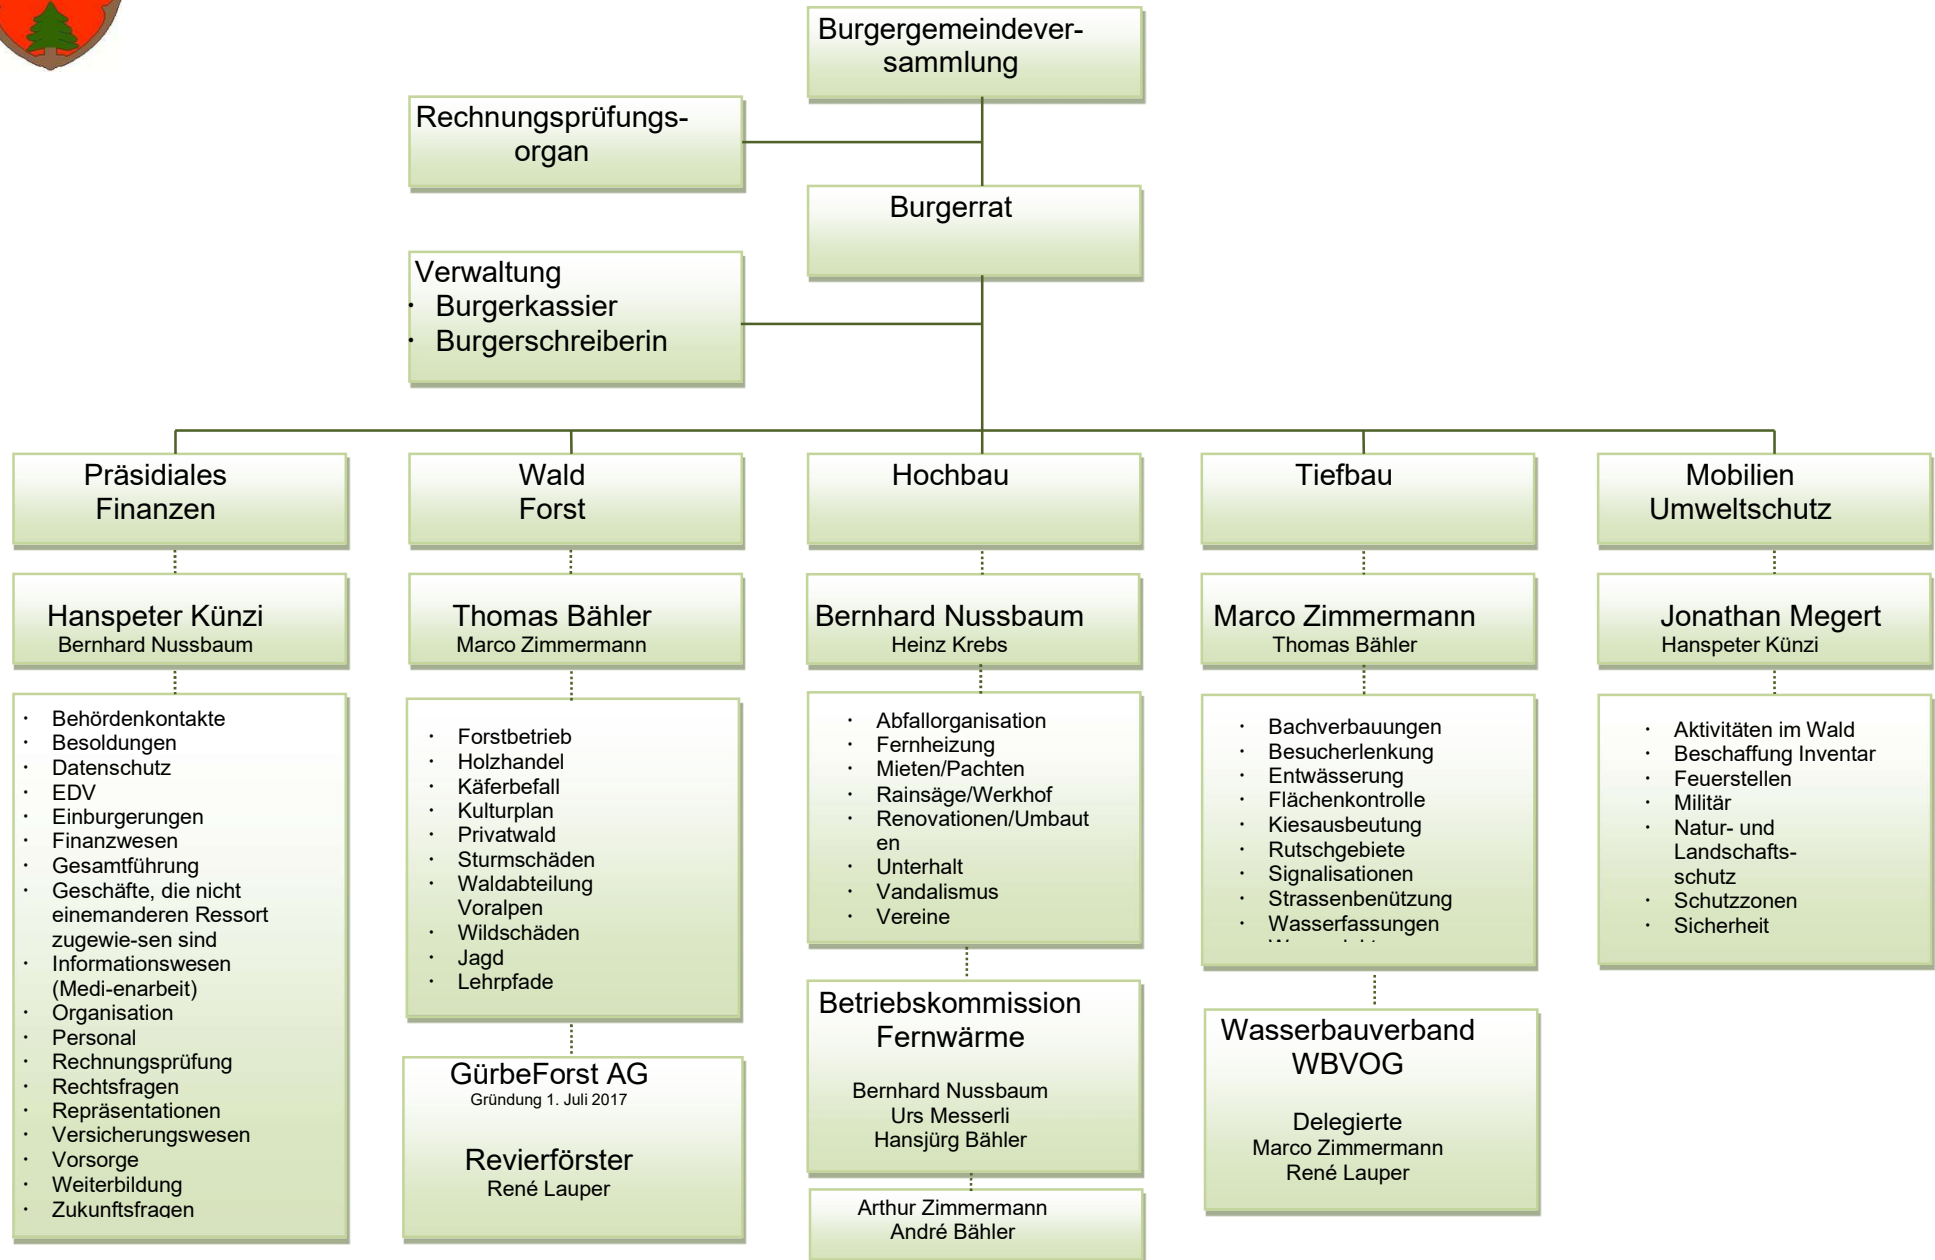 Burgergemeindever-
sammlung
Rechnungsprüfungs-
organ
Burgerrat
Verwaltung
· Burgerkassier
· Burgerschreiberin
Präsidiales
Finanzen
Wald
Forst
Hochbau
Tiefbau
Mobilien
Umweltschutz
Hanspeter Künzi
Bernhard Nussbaum
Thomas Bähler
Marco Zimmermann
Bernhard Nussbaum
Heinz Krebs
Marco Zimmermann
Thomas Bähler
Jonathan Megert
Hanspeter Künzi
· Behördenkontakte
· Besoldungen
· Datenschutz
· EDV
· Einburgerungen
· Finanzwesen
· Gesamtführung
· Geschäfte, die nicht
einemanderen Ressort
zugewie-sen sind
· Informationswesen
(Medi-enarbeit)
· Organisation
· Personal
· Rechnungsprüfung
· Rechtsfragen
· Repräsentationen
· Versicherungswesen
· Vorsorge
· Weiterbildung
· Zukunftsfragen
· Forstbetrieb
· Holzhandel
· Käferbefall
· Kulturplan
· Privatwald
· Sturmschäden
· Waldabteilung
Voralpen
· Wildschäden
· Jagd
· Lehrpfade
GürbeForst AG
Gründung 1. Juli 2017
Revierförster
René Lauper
· Abfallorganisation
· Fernheizung
· Mieten/Pachten
· Rainsäge/Werkhof
· Renovationen/Umbaut
en
· Unterhalt
· Vandalismus
· Vereine
Betriebskommission
Fernwärme
Bernhard Nussbaum
Urs Messerli
Hansjürg Bähler
Arthur Zimmermann
André Bähler
· Bachverbauungen
· Besucherlenkung
· Entwässerung
· Flächenkontrolle
· Kiesausbeutung
· Rutschgebiete
· Signalisationen
· Strassenbenützung
· Wasserfassungen
Wasserbauverband
WBVOG
Delegierte
Marco Zimmermann
René Lauper
· Aktivitäten im Wald
· Beschaffung Inventar
· Feuerstellen
· Militär
· Natur- und
Landschafts-
schutz
· Schutzzonen
· Sicherheit